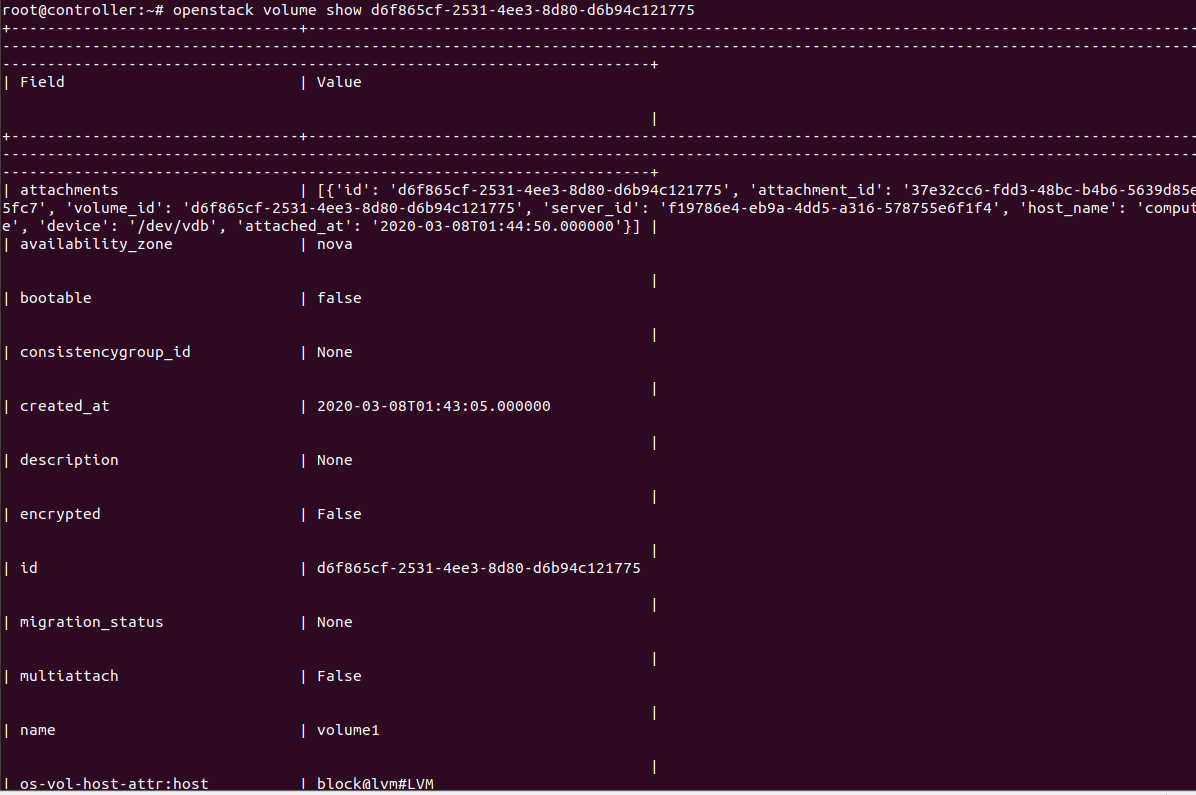 root@controller:~# openstack volume show d6f865cf-2531-4ee3-8d80-d6b94c121775
+--------------------------------+---------------------------------------------------------------------------------------------------
-------------------------------------------------------------------------------------------------------------------------------------
------------------------------------------------------------------------+
| Field                          | Value
                                                                        |
+--------------------------------+---------------------------------------------------------------------------------------------------
-------------------------------------------------------------------------------------------------------------------------------------
------------------------------------------------------------------------+
| attachments                    | [{'id': 'd6f865cf-2531-4ee3-8d80-d6b94c121775', 'attachment_id': '37e32cc6-fdd3-48bc-b4b6-5639d85e
5fc7', 'volume_id': 'd6f865cf-2531-4ee3-8d80-d6b94c121775', 'server_id': 'f19786e4-eb9a-4dd5-a316-578755e6f1f4', 'host_name': 'comput
e', 'device': '/dev/vdb', 'attached_at': '2020-03-08T01:44:50.000000'}] |
| availability_zone              | nova
                                                                        |
| bootable                       | false
                                                                        |
| consistencygroup_id            | None
                                                                        |
| created_at                     | 2020-03-08T01:43:05.000000
                                                                        |
| description                    | None
                                                                        |
| encrypted                      | False
                                                                        |
| id                             | d6f865cf-2531-4ee3-8d80-d6b94c121775
                                                                        |
| migration_status               | None
                                                                        |
| multiattach                    | False
                                                                        |
| name                           | volume1
                                                                        |
| os-vol-host-attr:host          | block@lvm#LVM